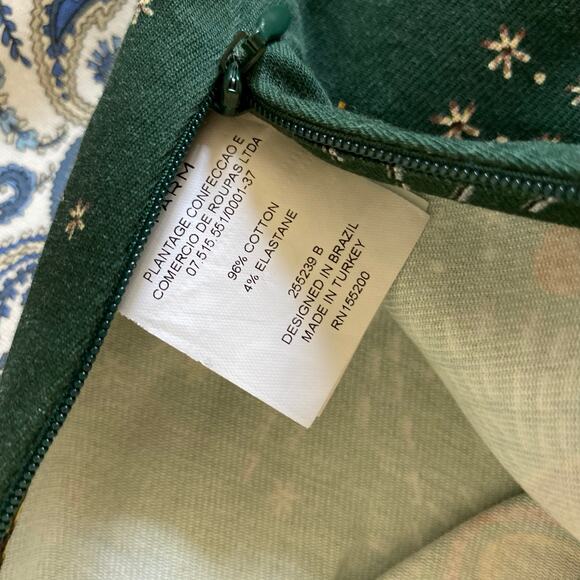 ARM
PLANTAGE CONFECCAO E
COMERCIO DE ROUPAS LTDA
07.515.551/0001-37
96% COTTON
4% ELASTANE
255239 B
DESIGNED IN BRAZIL
MADE IN TURKEY
RN155200